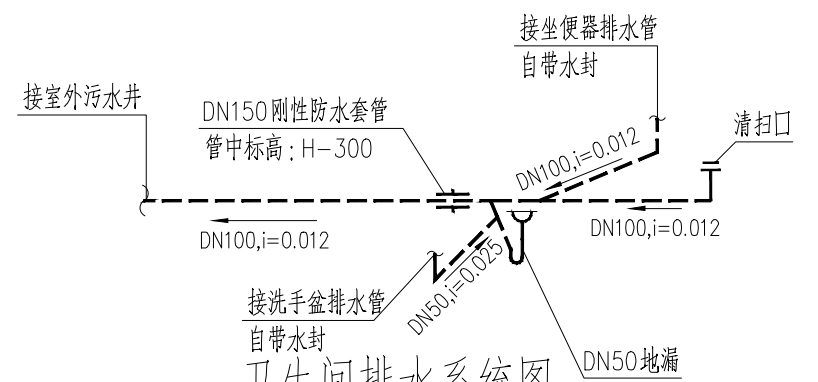 接坐便器排水管
自带水封
接室外污水井
DN150刚性防水套管
管中标高：H-300
清扫口
DN100,i=0.012
DN100,i=0.012
DN100,i=0.012
DN50,i=0.025
接洗手盆排水管
自带水封
DN50地漏
卫生间排水系统图